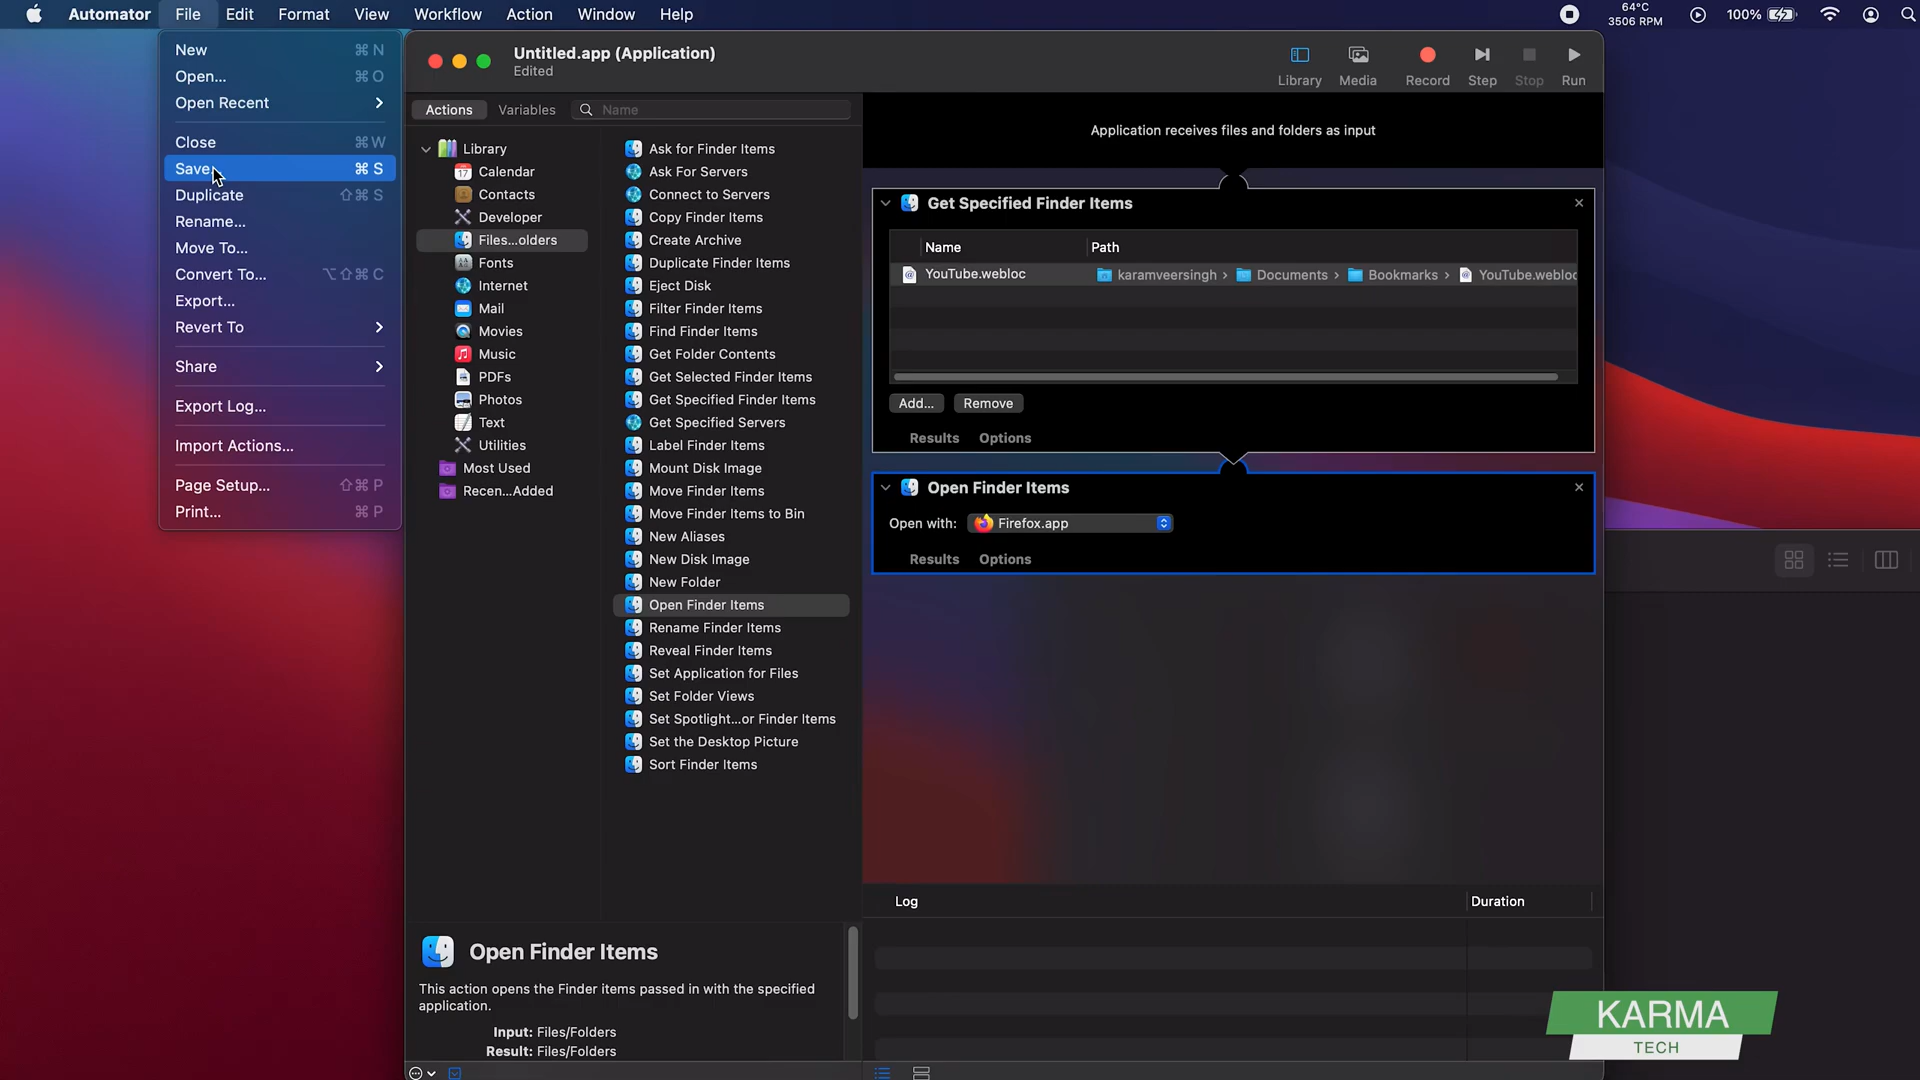 Automator File Edit Format View Workflow Action Window Help
64°C
3506 RPM
100%
New ⌘ N
Open... ⌘ O
Open Recent
Close ⌘ W
Save ⌘ S
Duplicate ⇧⌘ S
Rename...
Move To...
Convert To... ⌥⇧⌘ C
Export...
Revert To
Share
Export Log...
Import Actions...
Page Setup... ⇧⌘ P
Print... ⌘ P
Untitled.app (Application)
Edited
Library Media Record Step Stop Run
Actions Variables Name
Library
17 Calendar
Contacts
Developer
Files...olders
Fonts
Internet
Mail
Movies
Music
PDFs
Photos
Text
Utilities
Most Used
Recen...Added
Ask for Finder Items
Ask For Servers
Connect to Servers
Copy Finder Items
Create Archive
Duplicate Finder Items
Eject Disk
Filter Finder Items
Find Finder Items
Get Folder Contents
Get Selected Finder Items
Get Specified Finder Items
Get Specified Servers
Label Finder Items
Mount Disk Image
Move Finder Items
Move Finder Items to Bin
New Aliases
New Disk Image
New Folder
Open Finder Items
Rename Finder Items
Reveal Finder Items
Set Application for Files
Set Folder Views
Set Spotlight...or Finder Items
Set the Desktop Picture
Sort Finder Items
Application receives files and folders as input
Get Specified Finder Items
Name Path
YouTube.webloc karamveersingh › Documents › Bookmarks › YouTube.webloc
Add... Remove
Results Options
Open Finder Items
Open with: Firefox.app
Results Options
Log Duration
Open Finder Items
This action opens the Finder items passed in with the specified
application.
Input: Files/Folders
Result: Files/Folders
KARMA
TECH